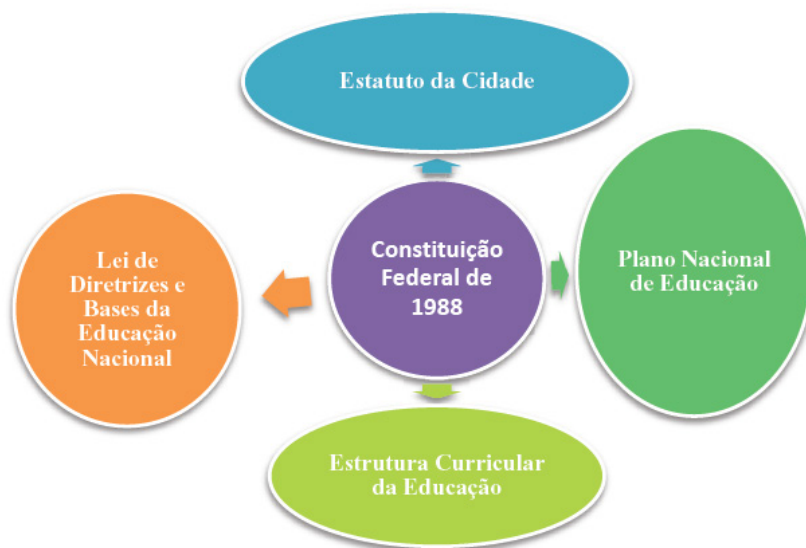 Estatuto da Cidade
Lei de
Diretrizes e
Bases da
Educação
Nacional
Constituição
Federal de
1988
Plano Nacional
de Educação
Estrutura Curricular
da Educação